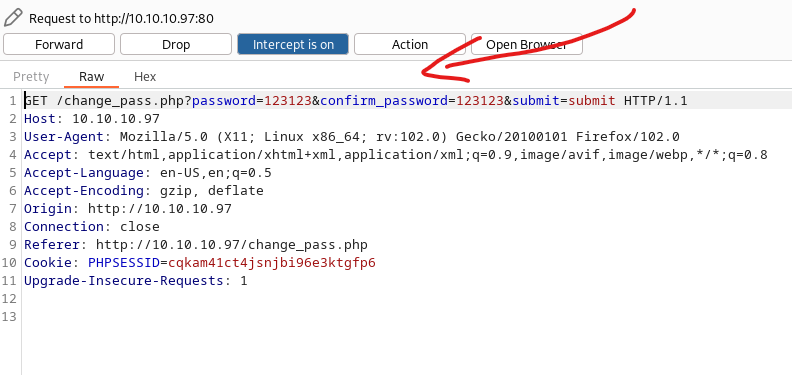 Request to http://10.10.10.97:80
Forward Drop Intercept is on Action Open Browser
Pretty Raw Hex
1 GET /change_pass.php?password=123123&confirm_password=123123&submit=submit HTTP/1.1
2 Host: 10.10.10.97
3 User-Agent: Mozilla/5.0 (X11; Linux x86_64; rv:102.0) Gecko/20100101 Firefox/102.0
4 Accept: text/html,application/xhtml+xml,application/xml;q=0.9,image/avif,image/webp,*/*;q=0.8
5 Accept-Language: en-US,en;q=0.5
6 Accept-Encoding: gzip, deflate
7 Origin: http://10.10.10.97
8 Connection: close
9 Referer: http://10.10.10.97/change_pass.php
10 Cookie: PHPSESSID=cqkam41ct4jsnjbi96e3ktgfp6
11 Upgrade-Insecure-Requests: 1
12
13